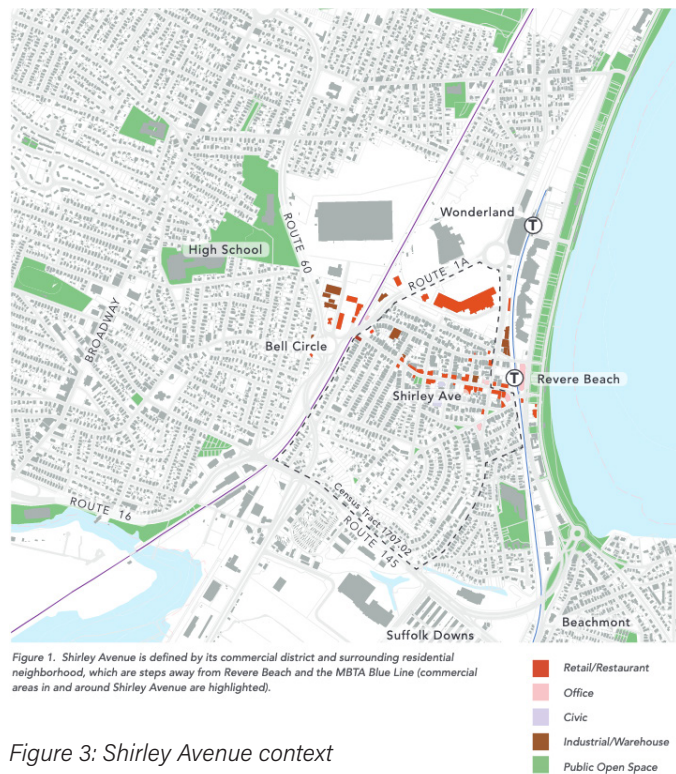 Wonderland
T
ROUTE 60
High School
ROUTE 1A
BROADWAY
Bell Circle
T
Revere Beach
Shirley Ave
Census Tract 1707.02
ROUTE 16
ROUTE 145
Beachmont
Suffolk Downs
Figure 1. Shirley Avenue is defined by its commercial district and surrounding residential
neighborhood, which are steps away from Revere Beach and the MBTA Blue Line (commercial
areas in and around Shirley Avenue are highlighted).
Retail/Restaurant
Office
Civic
Industrial/Warehouse
Public Open Space
Figure 3: Shirley Avenue context